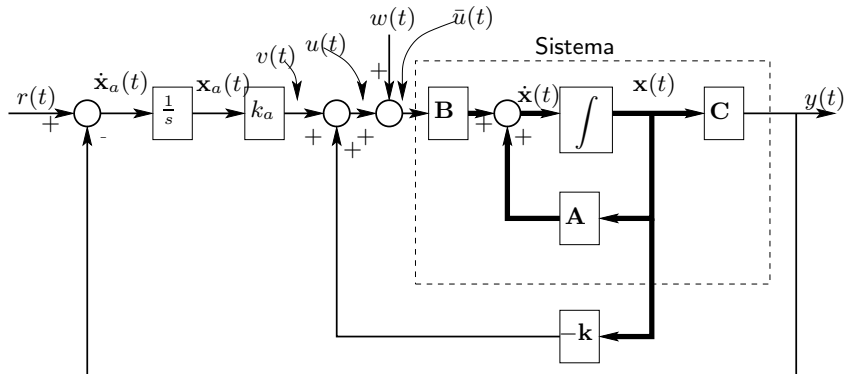 w(t)
ū(t)
u(t)
v(t)
Sistema
r(t)
ẋₐ(t)
xₐ(t)
ẋ(t)
x(t)
y(t)
+
1/s
kₐ
+
+
+
+
B
+
+
∫
C
-
A
−k